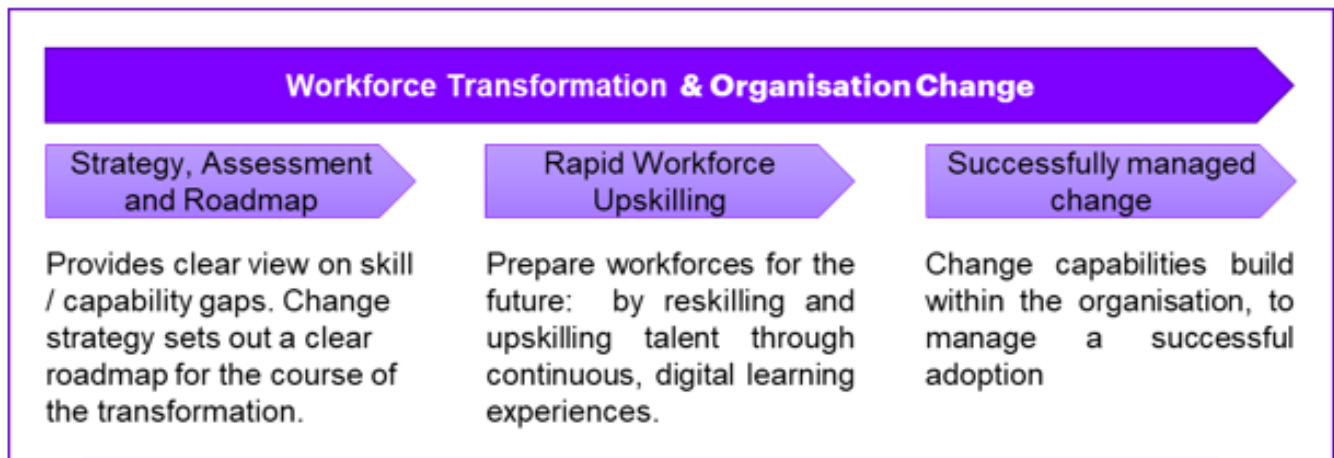 Workforce Transformation & Organisation Change
Strategy, Assessment
and Roadmap
Provides clear view on skill
/ capability gaps. Change
strategy sets out a clear
roadmap for the course of
the transformation.
Rapid Workforce
Upskilling
Prepare workforces for the
future: by reskilling and
upskilling talent through
continuous, digital learning
experiences.
Successfully managed
change
Change capabilities build
within the organisation, to
manage a successful
adoption